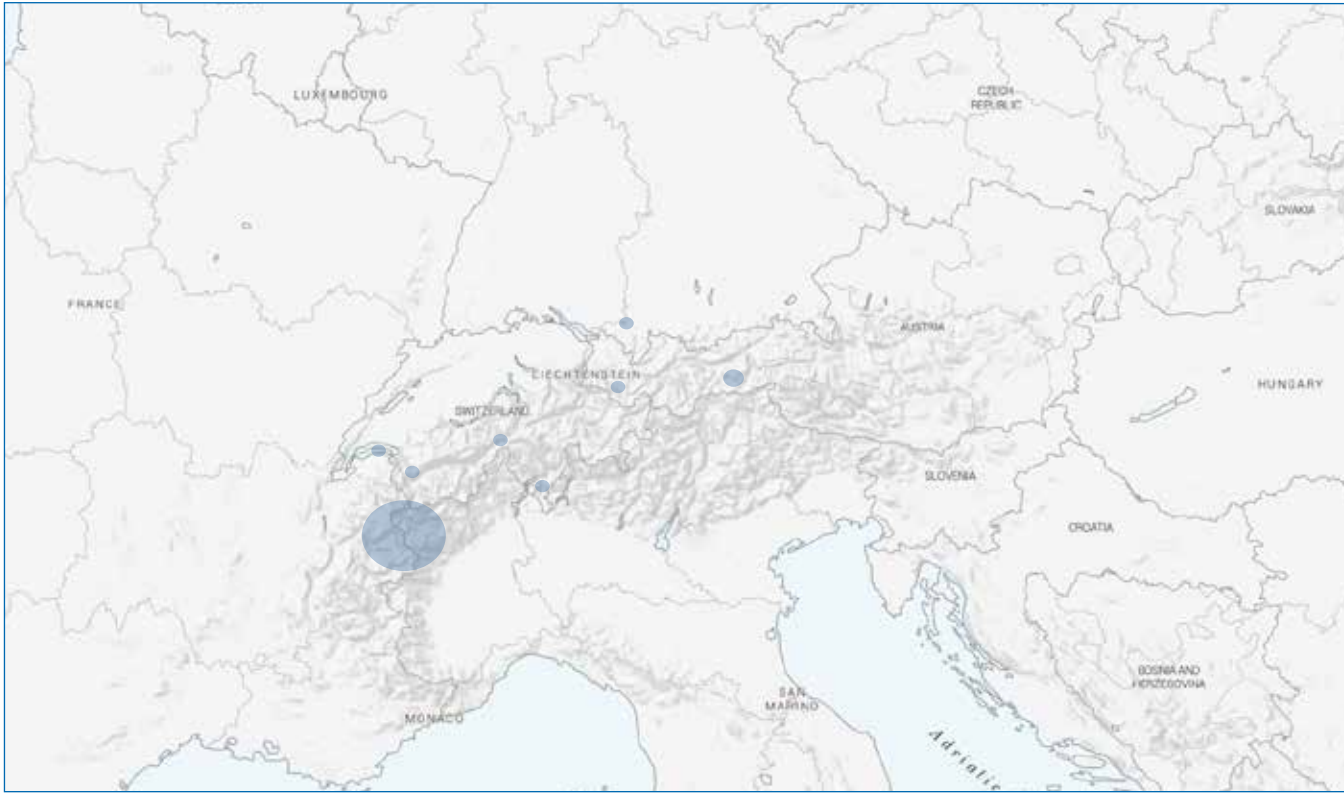 LUXEMBOURG
CZECH
REPUBLIC
SLOVAKIA
FRANCE
AUSTRIA
LIECHTENSTEIN
HUNGARY
SWITZERLAND
SLOVENIA
CROATIA
BOSNIA AND
HERZEGOVINA
SAN
MARINO
MONACO
Adriatic